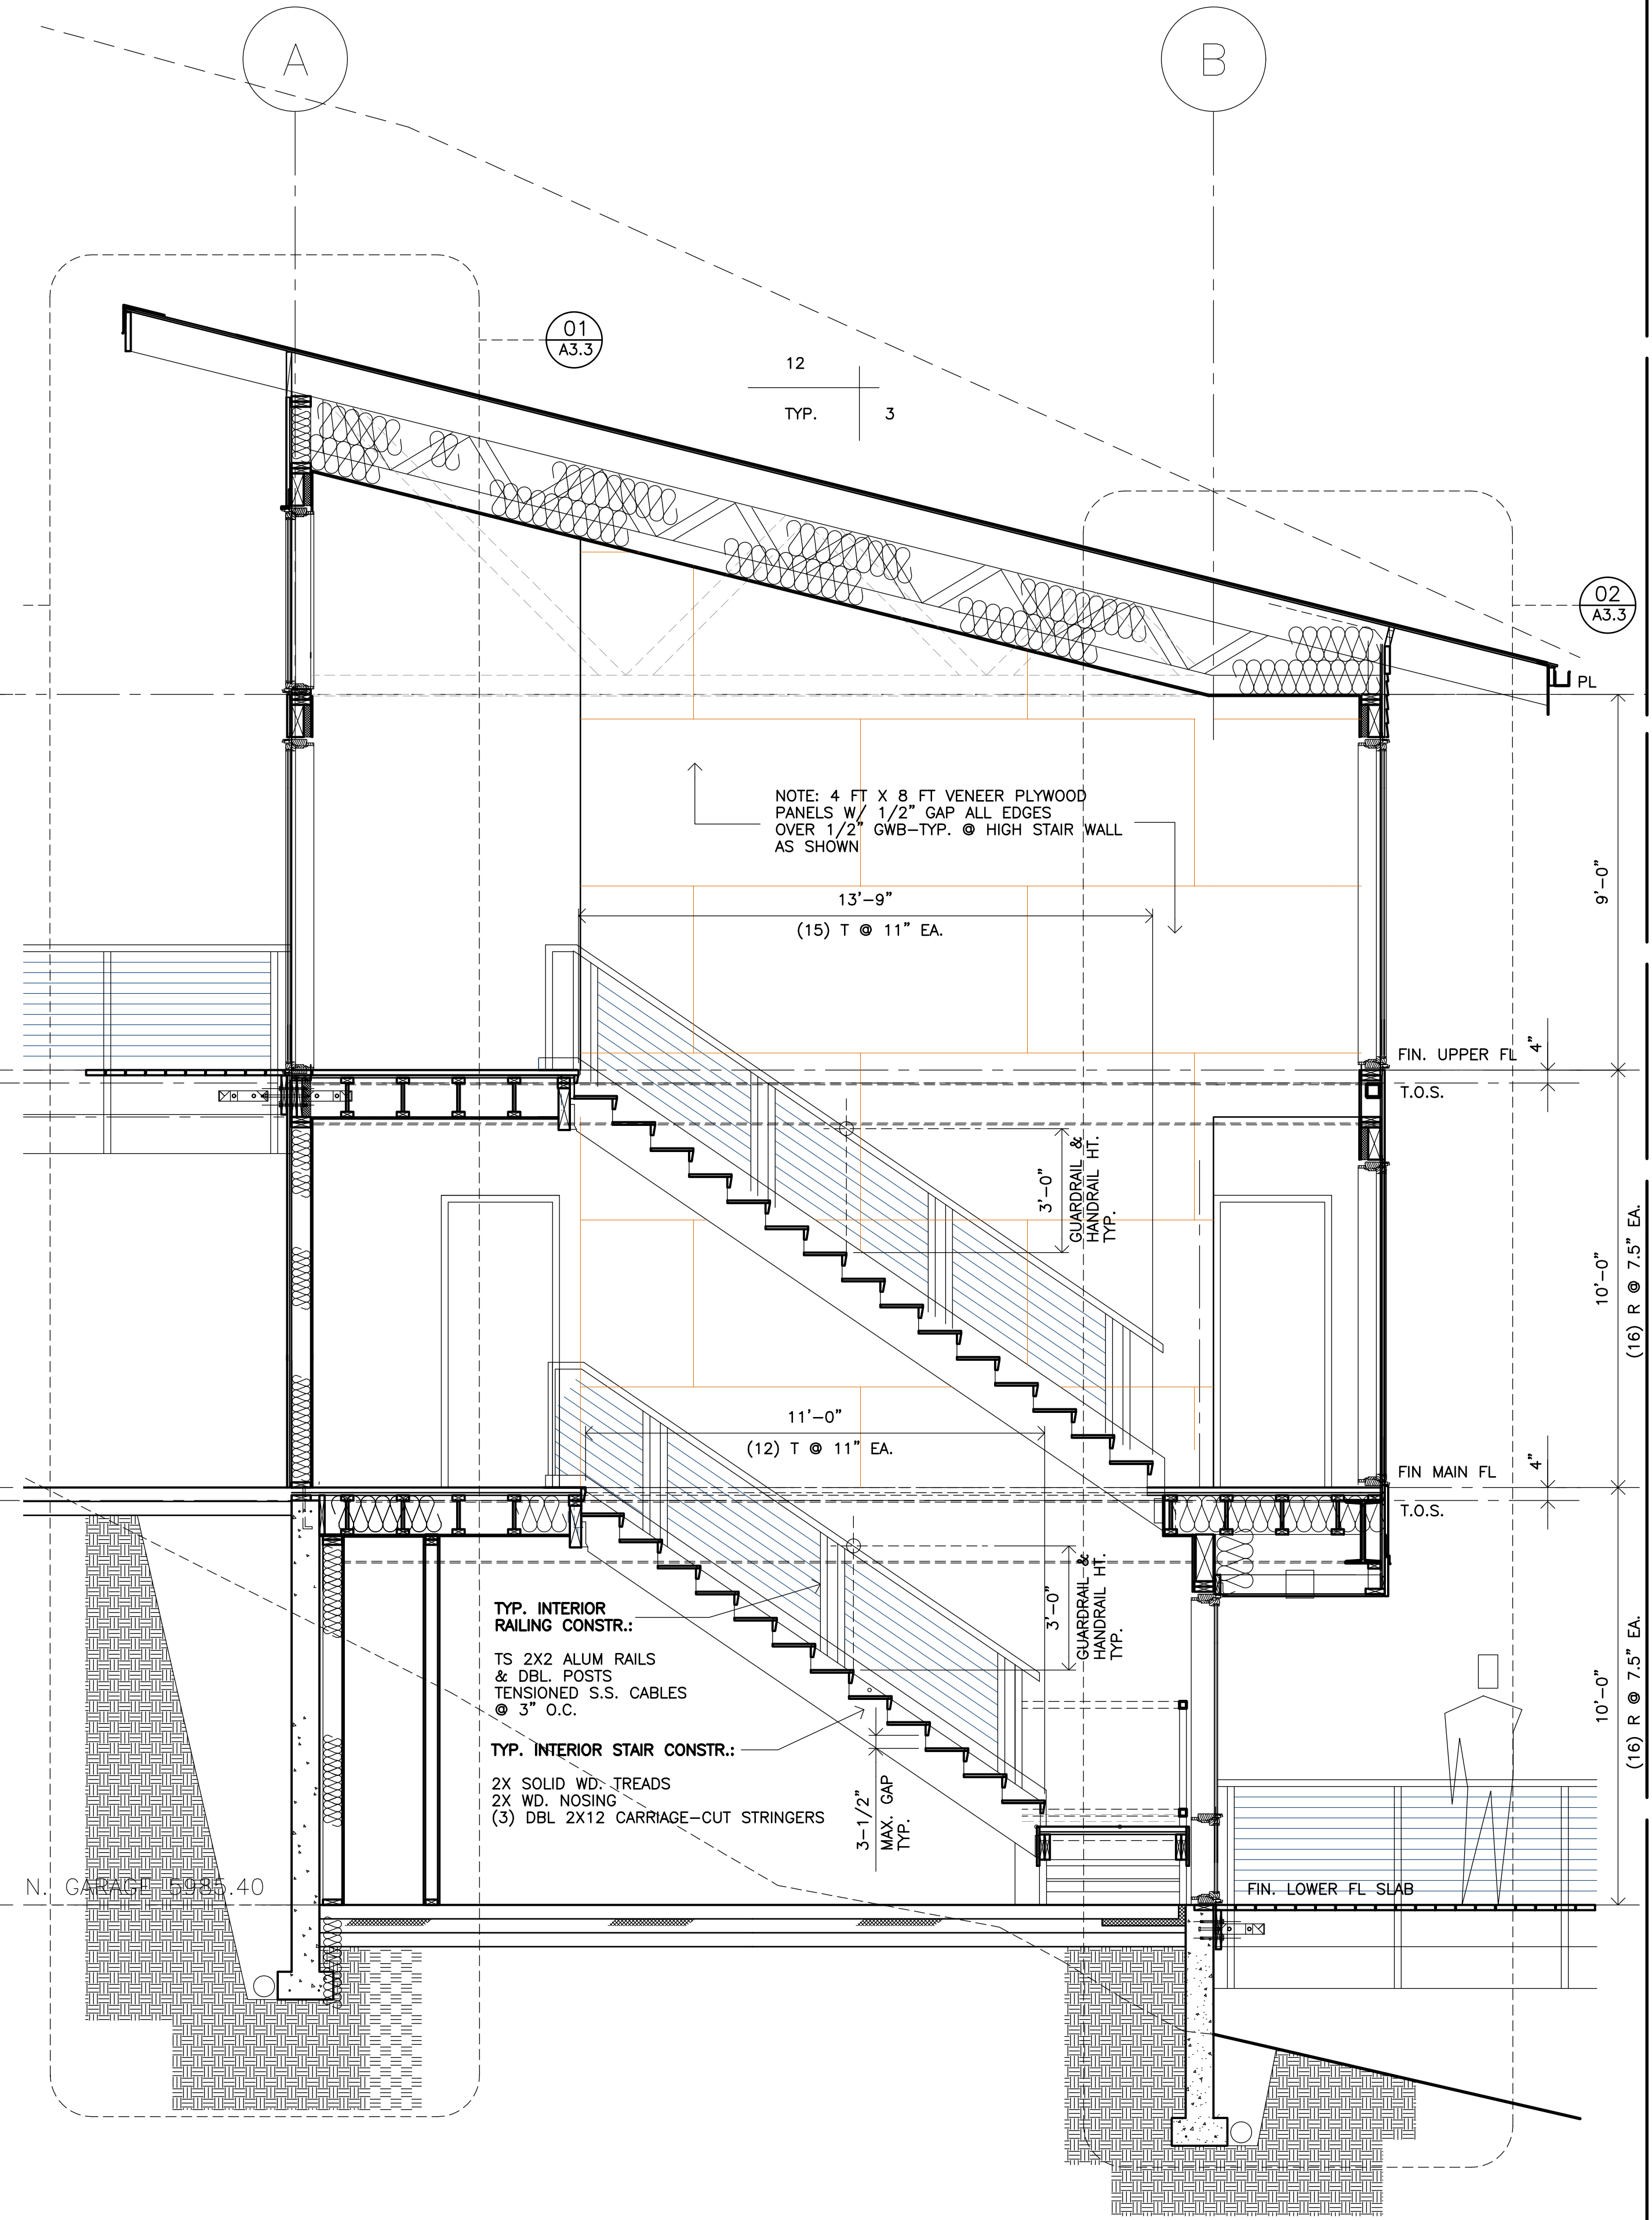 A
B
01
A3.3
12
TYP.
3
02
A3.3
PL
NOTE: 4 FT X 8 FT VENEER PLYWOOD
PANELS W/ 1/2" GAP ALL EDGES
OVER 1/2" GWB-TYP. @ HIGH STAIR WALL
AS SHOWN
9'-0"
13'-9"
(15) T @ 11" EA.
FIN. UPPER FL
4"
T.O.S.
3'-0"
GUARDRAIL &
HANDRAIL HT.
TYP.
10'-0"
(16) R @ 7.5" EA.
11'-0"
(12) T @ 11" EA.
FIN MAIN FL
4"
T.O.S.
3'-0"
GUARDRAIL &
HANDRAIL HT.
TYP.
TYP. INTERIOR
RAILING CONSTR.:
TS 2X2 ALUM RAILS
& DBL. POSTS
TENSIONED S.S. CABLES
@ 3" O.C.
10'-0"
(16) R @ 7.5" EA.
TYP. INTERIOR STAIR CONSTR.:
2X SOLID WD. TREADS
2X WD. NOSING
(3) DBL 2X12 CARRIAGE-CUT STRINGERS
3-1/2"
MAX. GAP
TYP.
N. GARAGE 5985.40
FIN. LOWER FL SLAB